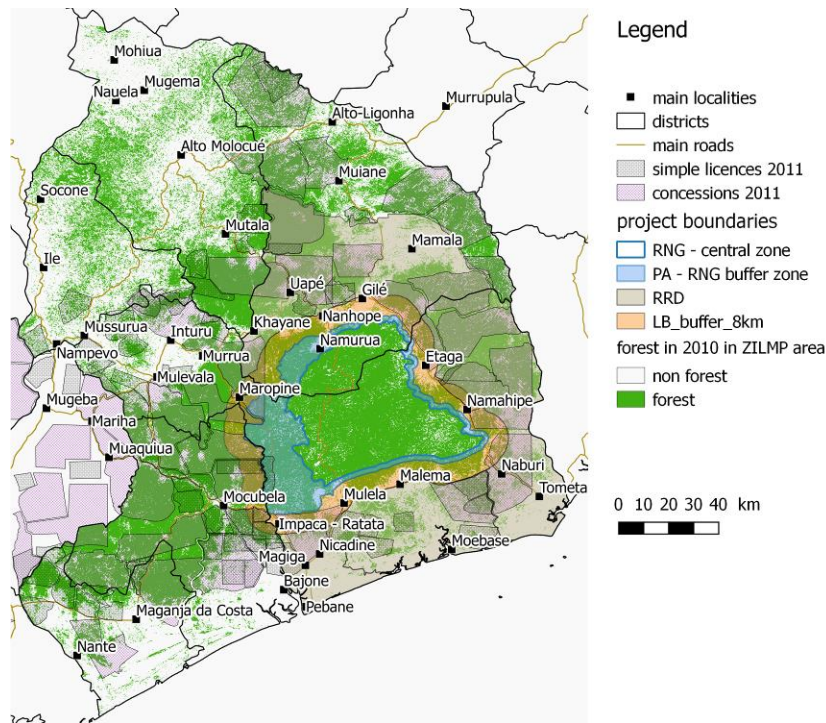 Mohiua
Mugema
Nauela
Alto-Ligonha
Murrupula
Alto Molocué
Muiane
Socone
Mutala
Mamala
Ile
Uapé
Gilé
Nanhope
Khayane
Mussurua
Inturu
Namurua
Nampevo
Murrua
Etaga
Mulevala
Maropine
Mugeba
Namahipe
Mariha
Muaquiua
Malema
Naburi
Mocubela
Mulela
Tometa
Impaca - Ratata
Nicadine
Moebase
Magiga
Bajone
Pebane
Maganja da Costa
Nante
Legend
main localities
districts
main roads
simple licences 2011
concessions 2011
project boundaries
RNG - central zone
PA - RNG buffer zone
RRD
LB_buffer_8km
forest in 2010 in ZILMP area
non forest
forest
0 10 20 30 40 km